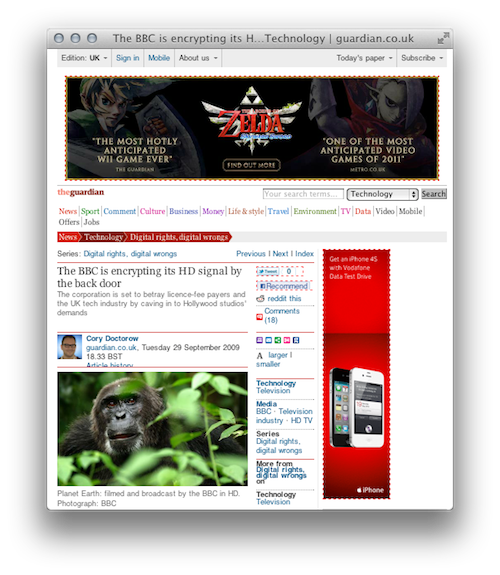 The BBC is encrypting its H...Technology | guardian.co.uk
Edition: UK Sign in Mobile About us Today's paper Subscribe
"THE MOST HOTLY
ANTICIPATED
WII GAME EVER"
THE GUARDIAN
THE LEGEND OF
ZELDA
FIND OUT MORE
"ONE OF THE MOST
ANTICIPATED VIDEO
GAMES OF 2011"
METRO.CO.UK
theguardian
Your search terms... Technology Search
News Sport Comment Culture Business Money Life & style Travel Environment TV Data Video Mobile
Offers Jobs
News Technology Digital rights, digital wrongs
Series: Digital rights, digital wrongs Previous | Next | Index
The BBC is encrypting its HD signal by
the back door
The corporation is set to betray licence-fee payers and
the UK tech industry by caving in to Hollywood studios'
demands
Cory Doctorow
guardian.co.uk, Tuesday 29 September 2009
18.33 BST
Article history
Planet Earth: filmed and broadcast by the BBC in HD.
Photograph: BBC
Tweet 0
Recommend
reddit this
Comments
(18)
A larger |
smaller
Technology
Television
Media
BBC · Television
industry · HD TV
Series
Digital rights,
digital wrongs
More from
Digital rights,
digital wrongs
on
Technology
Television
Get an iPhone 4S
with Vodafone
Data Test Drive
iPhone